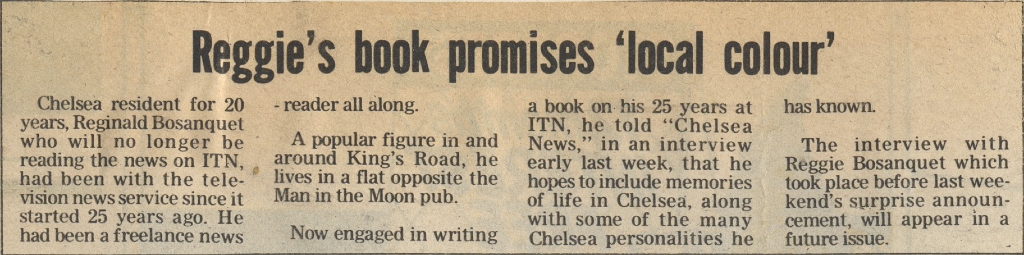 Reggie's book promises 'local colour'
Chelsea resident for 20
years, Reginald Bosanquet
who will no longer be
reading the news on ITN,
had been with the tele-
vision news service since it
started 25 years ago. He
had been a freelance news
- reader all along.
A popular figure in and
around King's Road, he
lives in a flat opposite the
Man in the Moon pub.
Now engaged in writing
a book on his 25 years at
ITN, he told "Chelsea
News," in an interview
early last week, that he
hopes to include memories
of life in Chelsea, along
with some of the many
Chelsea personalities he
has known.
The interview with
Reggie Bosanquet which
took place before last wee-
kend's surprise announ-
cement, will appear in a
future issue.